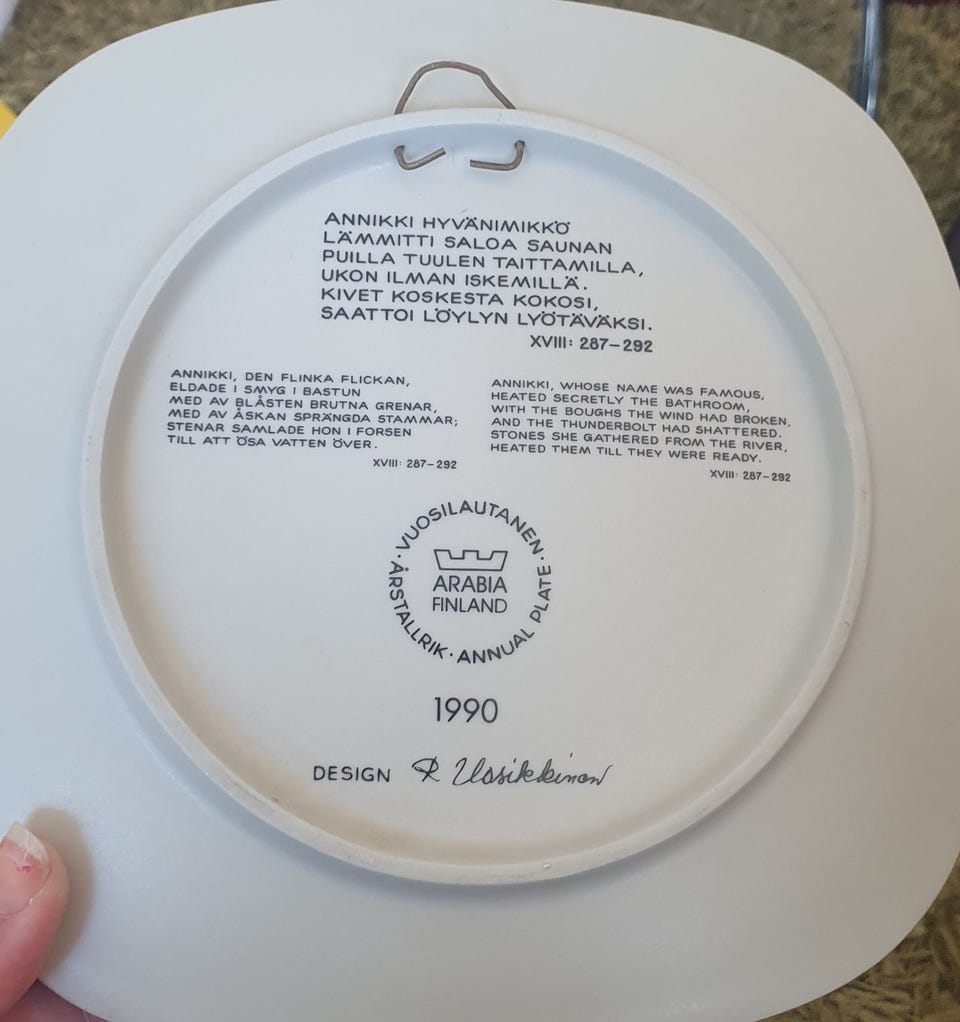 ANNIKKI HYVÄNIMIKKÖ
LÄMMITTI SALOA SAUNAN
PUILLA TUULEN TAITTAMILLA,
UKON ILMAN ISKEMILLÄ.
KIVET KOSKESTA KOKOSI,
SAATTOI LÖYLYN LYÖTÄVÄKSI.
XVIII: 287–292
ANNIKKI, DEN FLINKA FLICKAN,
ELDADE I SMYG I BASTUN
MED AV BLÅSTEN BRUTNA GRENAR,
MED AV ÅSKAN SPRÄNGDA STAMMAR;
STENAR SAMLADE HON I FORSEN
TILL ATT ÖSA VATTEN ÖVER.
XVIII: 287–292
ANNIKKI, WHOSE NAME WAS FAMOUS,
HEATED SECRETLY THE BATHROOM,
WITH THE BOUGHS THE WIND HAD BROKEN,
AND THE THUNDERBOLT HAD SHATTERED.
STONES SHE GATHERED FROM THE RIVER,
HEATED THEM TILL THEY WERE READY.
XVIII: 287–292
· VUOSILAUTANEN · ANNUAL PLATE · ÅRSTALLRIK
ARABIA
FINLAND
1990
DESIGN R Uosikkinen